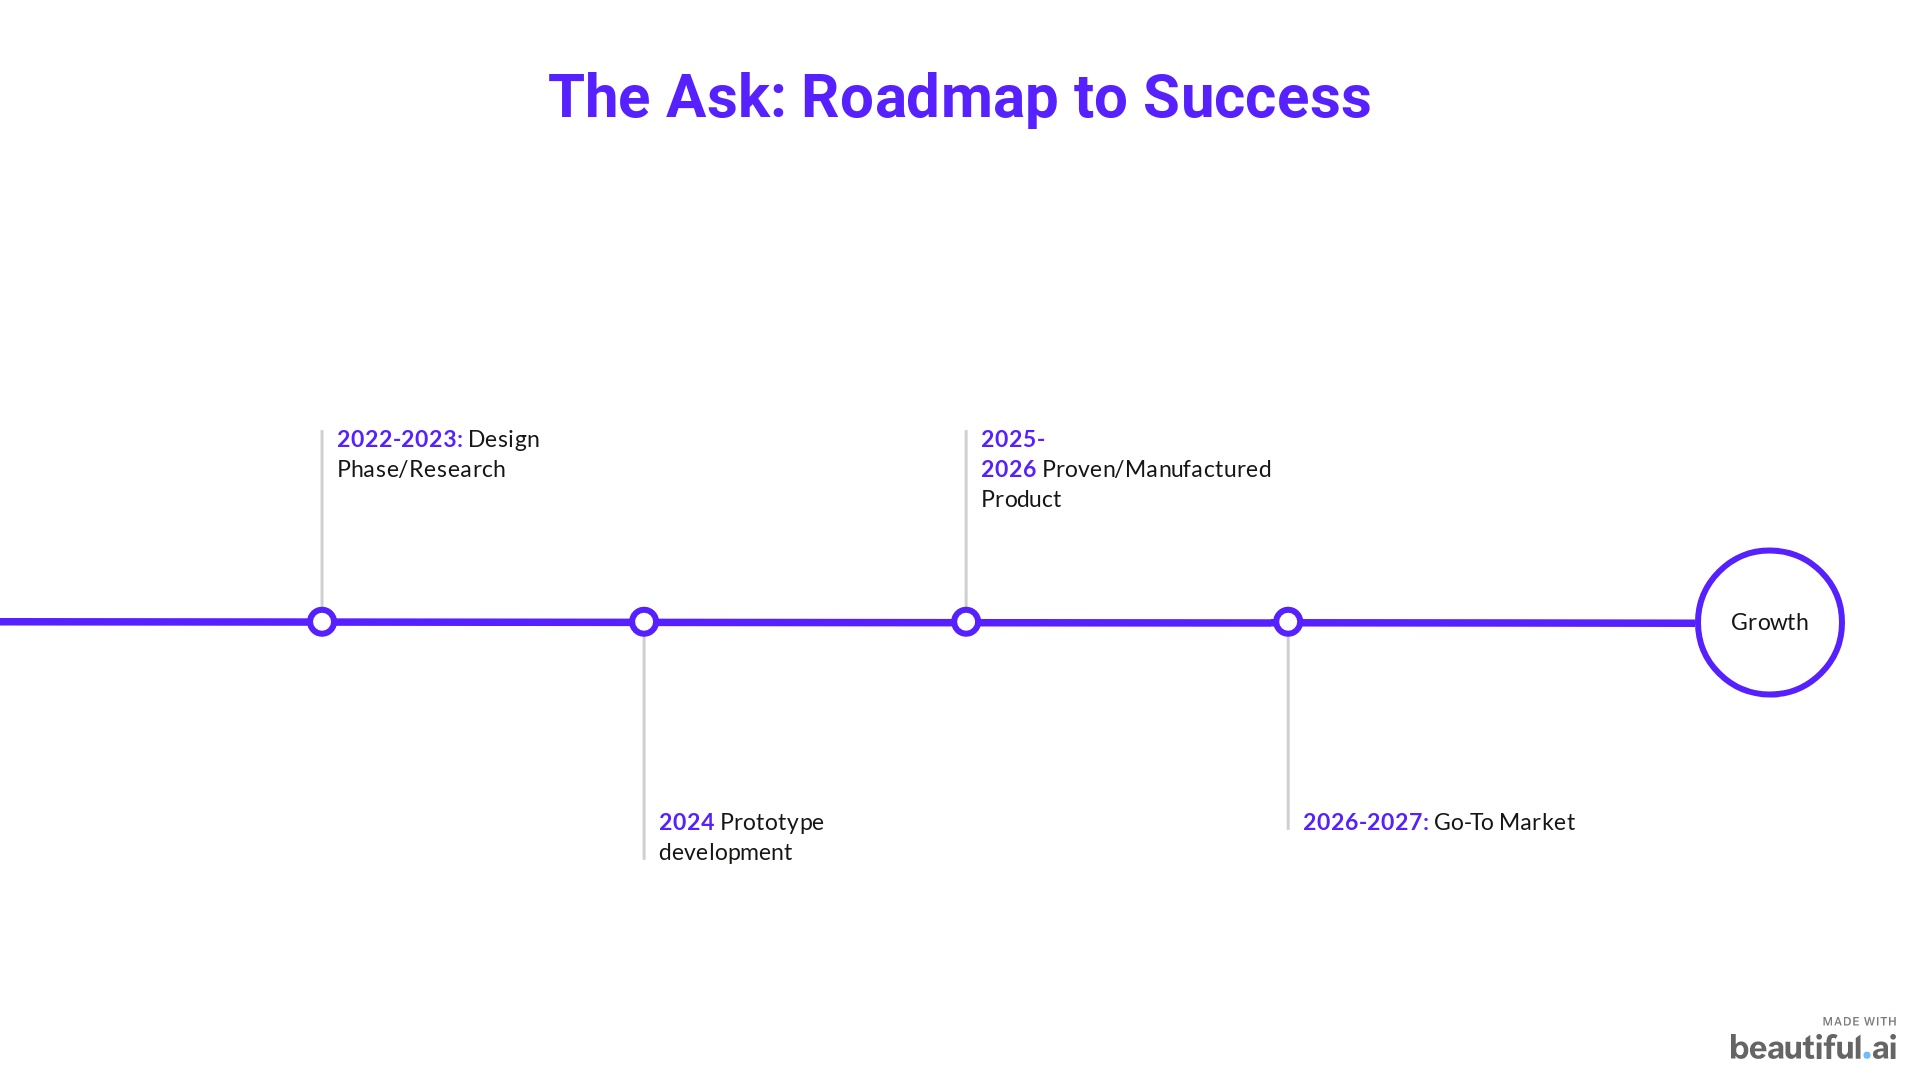 The Ask: Roadmap to Success
2022-2023: Design
Phase/Research
2025-
2026 Proven/Manufactured
Product
Growth
2024 Prototype
development
2026-2027: Go-To Market
MADE WITH
beautiful.ai